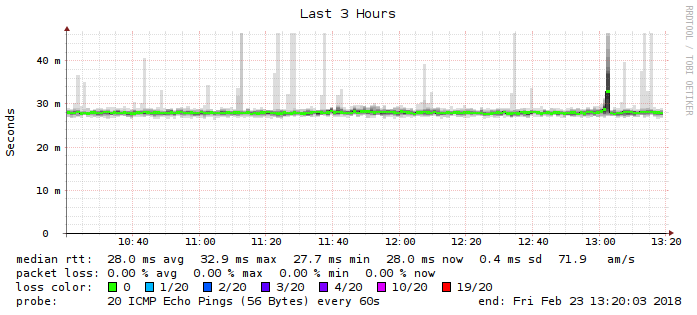 Last 3 Hours
RRDTOOL / TOBI OETIKER
Seconds
40 m
30 m
20 m
10 m
0
10:40 11:00 11:20 11:40 12:00 12:20 12:40 13:00 13:20
median rtt: 28.0 ms avg 32.9 ms max 27.7 ms min 28.0 ms now 0.4 ms sd 71.9 am/s
packet loss: 0.00 % avg 0.00 % max 0.00 % min 0.00 % now
loss color: 0 1/20 2/20 3/20 4/20 10/20 19/20
probe: 20 ICMP Echo Pings (56 Bytes) every 60s end: Fri Feb 23 13:20:03 2018